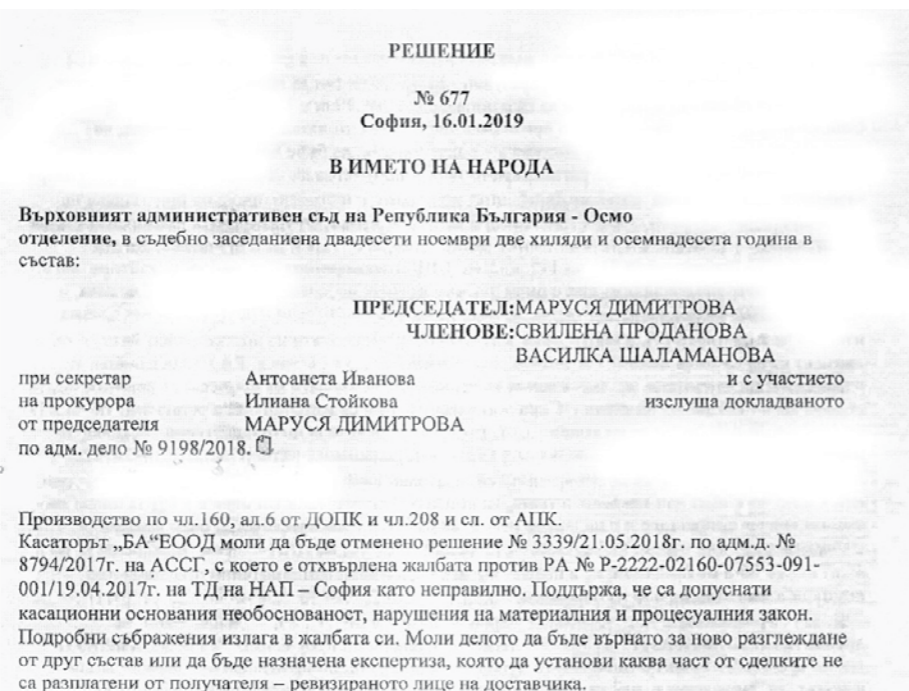 РЕШЕНИЕ
№ 677
София, 16.01.2019
В ИМЕТО НА НАРОДА
Върховният административен съд на Република България - Осмо
отделение, в съдебно заседаниена двадесети ноември две хиляди и осемнадесета година в
състав:
ПРЕДСЕДАТЕЛ:МАРУСЯ ДИМИТРОВА
ЧЛЕНОВЕ:СВИЛЕНА ПРОДАНОВА
ВАСИЛКА ШАЛАМАНОВА
при секретар Антоанета Иванова и с участието
на прокурора Илиана Стойкова изслуша докладваното
от председателя МАРУСЯ ДИМИТРОВА
по адм. дело № 9198/2018.
Производство по чл.160, ал.6 от ДОПК и чл.208 и сл. от АПК.
Касаторът „БА“ЕООД моли да бъде отменено решение № 3339/21.05.2018г. по адм.д. №
8794/2017г. на АССГ, с което е отхвърлена жалбата против РА № Р-2222-02160-07553-091-
001/19.04.2017г. на ТД на НАП – София като неправилно. Поддържа, че са допуснати
касационни основания необоснованост, нарушения на материалния и процесуалния закон.
Подробни съображения излага в жалбата си. Моли делото да бъде върнато за ново разглеждане
от друг състав или да бъде назначена експертиза, която да установи каква част от сделките не
са разплатени от получателя – ревизираното лице на доставчика.